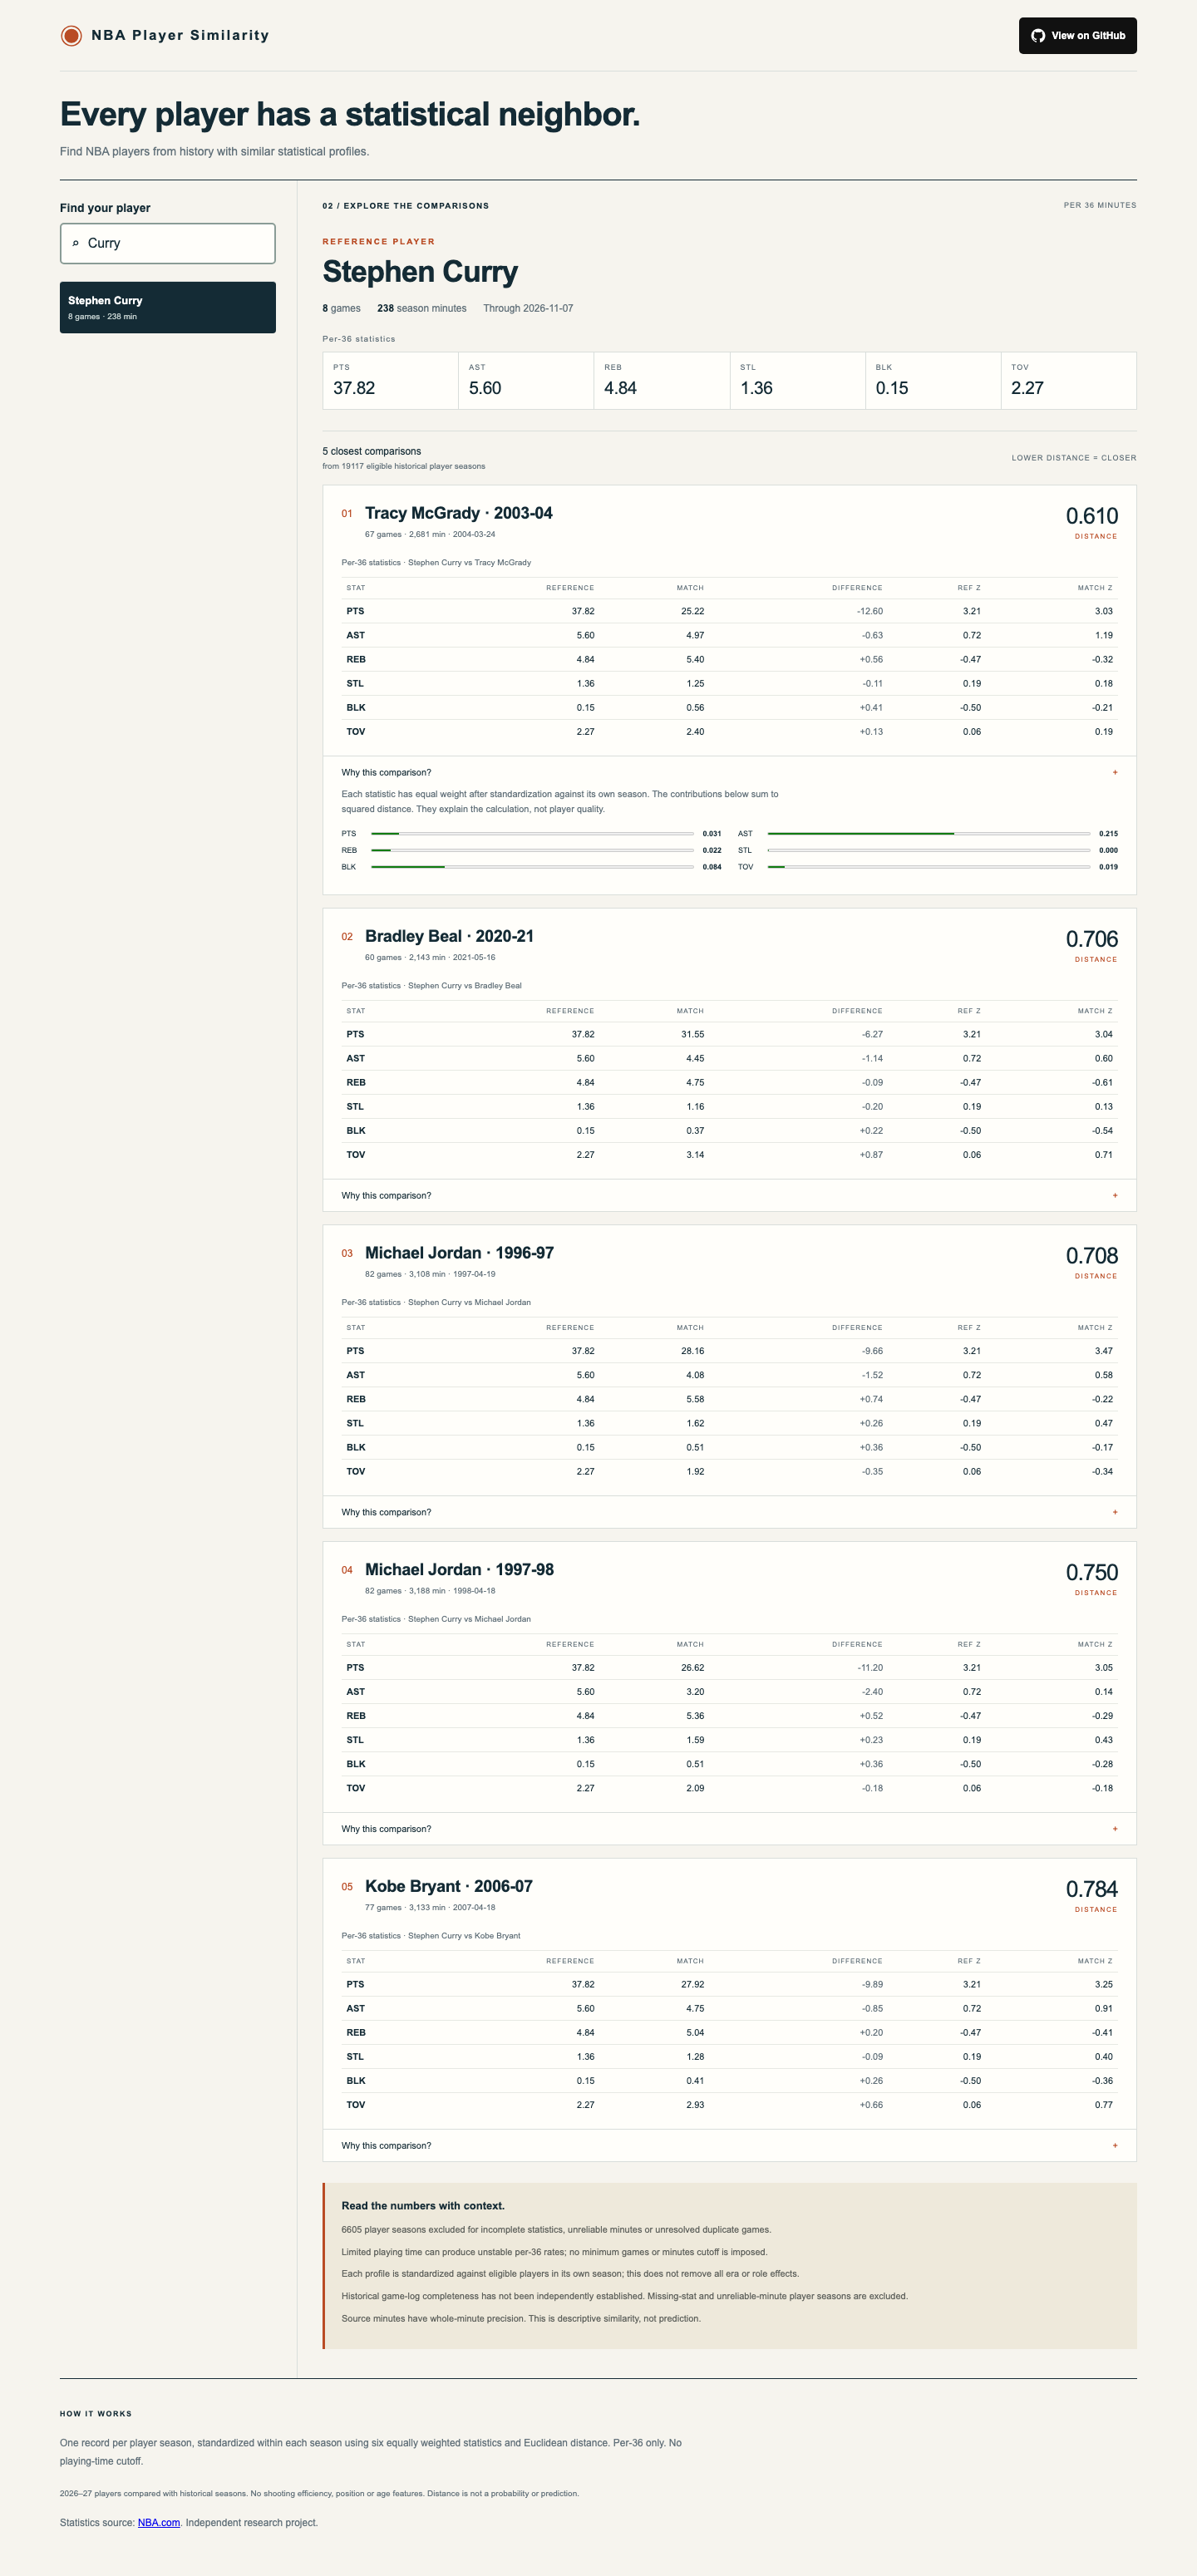 NBA Player Similarity
View on GitHub
Every player has a statistical neighbor.
Find NBA players from history with similar statistical profiles.
Find your player
Curry
Stephen Curry
8 games · 238 min
02 / EXPLORE THE COMPARISONS
PER 36 MINUTES
REFERENCE PLAYER
Stephen Curry
8 games 238 season minutes Through 2026-11-07
Per-36 statistics
PTS AST REB STL BLK TOV
37.82 5.60 4.84 1.36 0.15 2.27
5 closest comparisons
from 19117 eligible historical player seasons
LOWER DISTANCE = CLOSER
01 Tracy McGrady · 2003-04 0.610
67 games · 2,681 min · 2004-03-24 DISTANCE
Per-36 statistics · Stephen Curry vs Tracy McGrady
STAT REFERENCE MATCH DIFFERENCE REF Z MATCH Z
PTS 37.82 25.22 -12.60 3.21 3.03
AST 5.60 4.97 -0.63 0.72 1.19
REB 4.84 5.40 +0.56 -0.47 -0.32
STL 1.36 1.25 -0.11 0.19 0.18
BLK 0.15 0.56 +0.41 -0.50 -0.21
TOV 2.27 2.40 +0.13 0.06 0.19
Why this comparison? +
Each statistic has equal weight after standardization against its own season. The contributions below sum to
squared distance. They explain the calculation, not player quality.
PTS 0.031 AST 0.215
REB 0.022 STL 0.000
BLK 0.084 TOV 0.019
02 Bradley Beal · 2020-21 0.706
60 games · 2,143 min · 2021-05-16 DISTANCE
Per-36 statistics · Stephen Curry vs Bradley Beal
STAT REFERENCE MATCH DIFFERENCE REF Z MATCH Z
PTS 37.82 31.55 -6.27 3.21 3.04
AST 5.60 4.45 -1.14 0.72 0.60
REB 4.84 4.75 -0.09 -0.47 -0.61
STL 1.36 1.16 -0.20 0.19 0.13
BLK 0.15 0.37 +0.22 -0.50 -0.54
TOV 2.27 3.14 +0.87 0.06 0.71
Why this comparison? +
03 Michael Jordan · 1996-97 0.708
82 games · 3,108 min · 1997-04-19 DISTANCE
Per-36 statistics · Stephen Curry vs Michael Jordan
STAT REFERENCE MATCH DIFFERENCE REF Z MATCH Z
PTS 37.82 28.16 -9.66 3.21 3.47
AST 5.60 4.08 -1.52 0.72 0.58
REB 4.84 5.58 +0.74 -0.47 -0.22
STL 1.36 1.62 +0.26 0.19 0.47
BLK 0.15 0.51 +0.36 -0.50 -0.17
TOV 2.27 1.92 -0.35 0.06 -0.34
Why this comparison? +
04 Michael Jordan · 1997-98 0.750
82 games · 3,188 min · 1998-04-18 DISTANCE
Per-36 statistics · Stephen Curry vs Michael Jordan
STAT REFERENCE MATCH DIFFERENCE REF Z MATCH Z
PTS 37.82 26.62 -11.20 3.21 3.05
AST 5.60 3.20 -2.40 0.72 0.14
REB 4.84 5.36 +0.52 -0.47 -0.29
STL 1.36 1.59 +0.23 0.19 0.43
BLK 0.15 0.51 +0.36 -0.50 -0.28
TOV 2.27 2.09 -0.18 0.06 -0.18
Why this comparison? +
05 Kobe Bryant · 2006-07 0.784
77 games · 3,133 min · 2007-04-18 DISTANCE
Per-36 statistics · Stephen Curry vs Kobe Bryant
STAT REFERENCE MATCH DIFFERENCE REF Z MATCH Z
PTS 37.82 27.92 -9.89 3.21 3.25
AST 5.60 4.75 -0.85 0.72 0.91
REB 4.84 5.04 +0.20 -0.47 -0.41
STL 1.36 1.28 -0.09 0.19 0.40
BLK 0.15 0.41 +0.26 -0.50 -0.36
TOV 2.27 2.93 +0.66 0.06 0.77
Why this comparison? +
Read the numbers with context.
6605 player seasons excluded for incomplete statistics, unreliable minutes or unresolved duplicate games.
Limited playing time can produce unstable per-36 rates; no minimum games or minutes cutoff is imposed.
Each profile is standardized against eligible players in its own season; this does not remove all era or role effects.
Historical game-log completeness has not been independently established. Missing-stat and unreliable-minute player seasons are excluded.
Source minutes have whole-minute precision. This is descriptive similarity, not prediction.
HOW IT WORKS
One record per player season, standardized within each season using six equally weighted statistics and Euclidean distance. Per-36 only. No
playing-time cutoff.
2026–27 players compared with historical seasons. No shooting efficiency, position or age features. Distance is not a probability or prediction.
Statistics source: NBA.com. Independent research project.